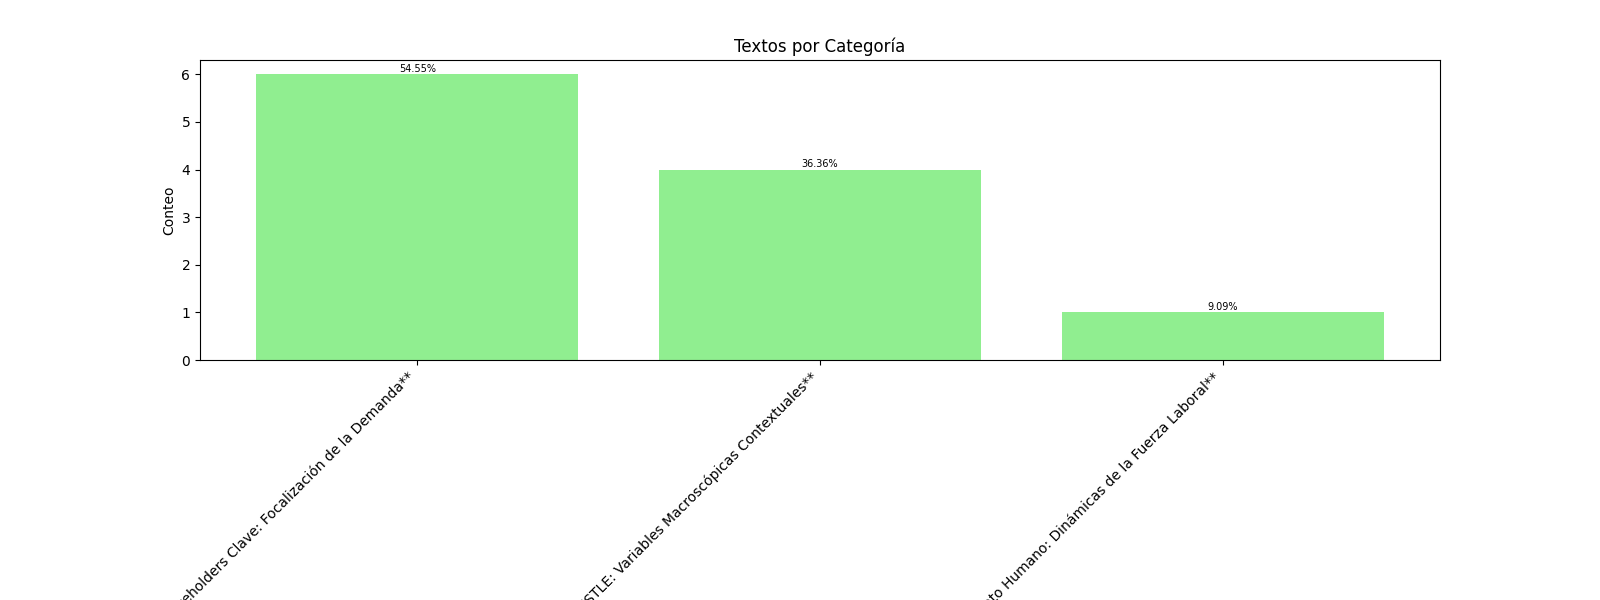 Textos por Categoría
Conteo
6
5
4
3
2
1
0
54.55%
36.36%
9.09%
eholders Clave: Focalización de la Demanda**
STLE: Variables Macroscópicas Contextuales**
to Humano: Dinámicas de la Fuerza Laboral**